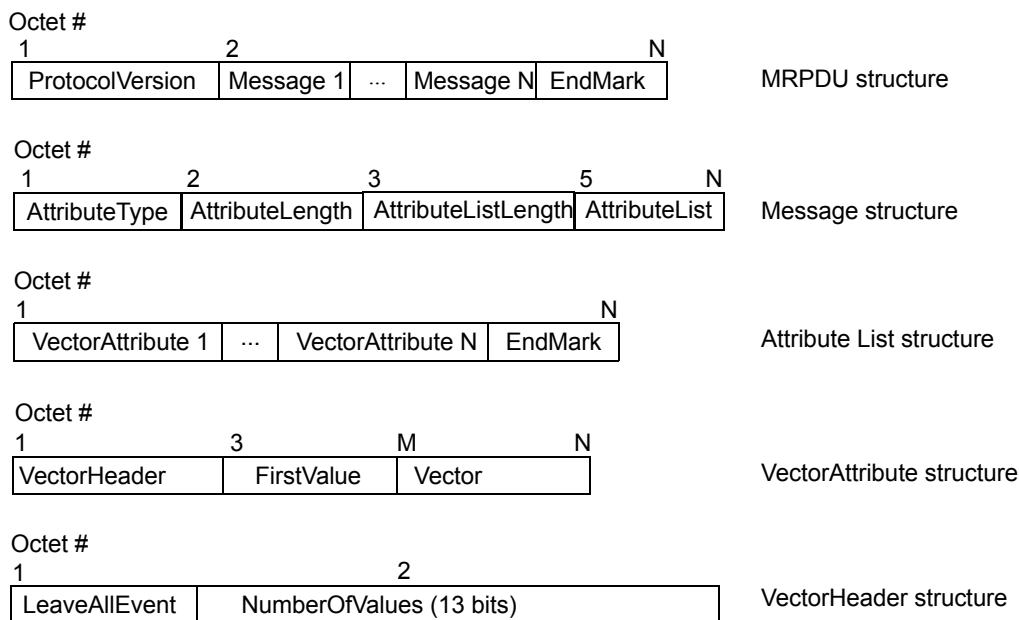 Octet #
1 2 N
ProtocolVersion Message 1 ... Message N EndMark MRPDU structure
Octet #
1 2 3 5 N
AttributeType AttributeLength AttributeListLength AttributeList Message structure
Octet #
1 N
VectorAttribute 1 ... VectorAttribute N EndMark Attribute List structure
Octet #
1 3 M N
VectorHeader FirstValue Vector VectorAttribute structure
Octet #
1 2
LeaveAllEvent NumberOfValues (13 bits) VectorHeader structure